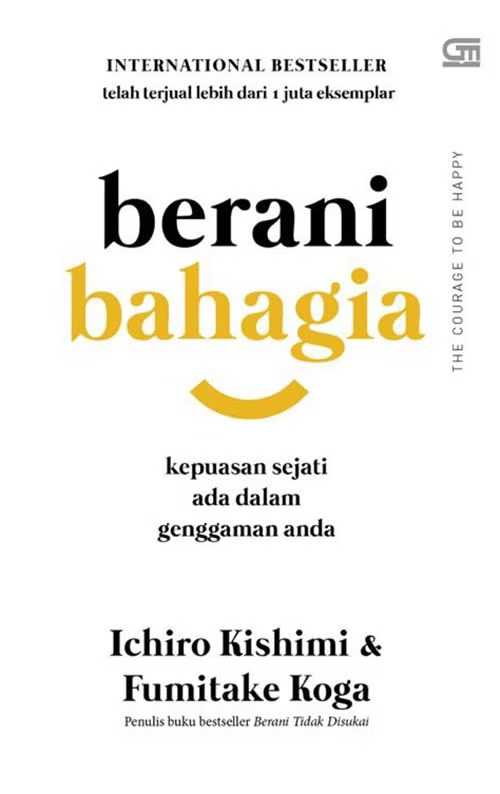 INTERNATIONAL BESTSELLER
telah terjual lebih dari 1 juta eksemplar
berani
bahagia
THE COURAGE TO BE HAPPY
kepuasan sejati
ada dalam
genggaman anda
Ichiro Kishimi &
Fumitake Koga
Penulis buku bestseller Berani Tidak Disukai